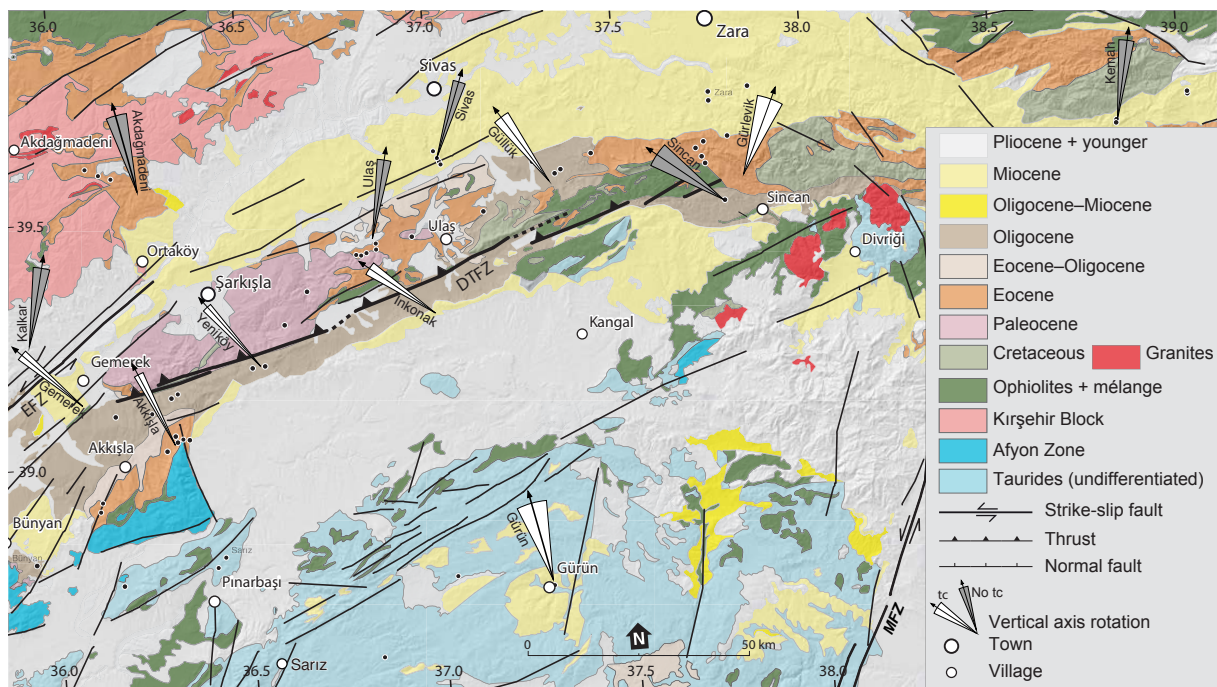 36.0
36.5
37.0
37.5
38.0
38.5
39.0
Zara
Sivas
Kemah
Sivas
Zara
Gürlevik
Akdağmadeni
Akdağmadeni
Güllük
Ulaş
Sincan
Sincan
39.5
Ulaş
Divriği
Ortaköy
DTFZ
Şarkışla
Inkonak
Kalkar
Yeniköy
Kangal
Gemerek
Gemerek
EFZ
Akkışla
Akkışla
39.0
Bünyan
Bünyan
Sarız
Gürün
Gürün
Pınarbaşı
MFZ
N
0
50 km
Sarız
36.0
36.5
37.0
37.5
38.0
Pliocene + younger
Miocene
Oligocene–Miocene
Oligocene
Eocene–Oligocene
Eocene
Paleocene
Cretaceous
Granites
Ophiolites + mélange
Kırşehir Block
Afyon Zone
Taurides (undifferentiated)
Strike-slip fault
Thrust
Normal fault
tc
No tc
Vertical axis rotation
Town
Village